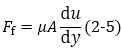 F_f = μA du/dy (2-5)